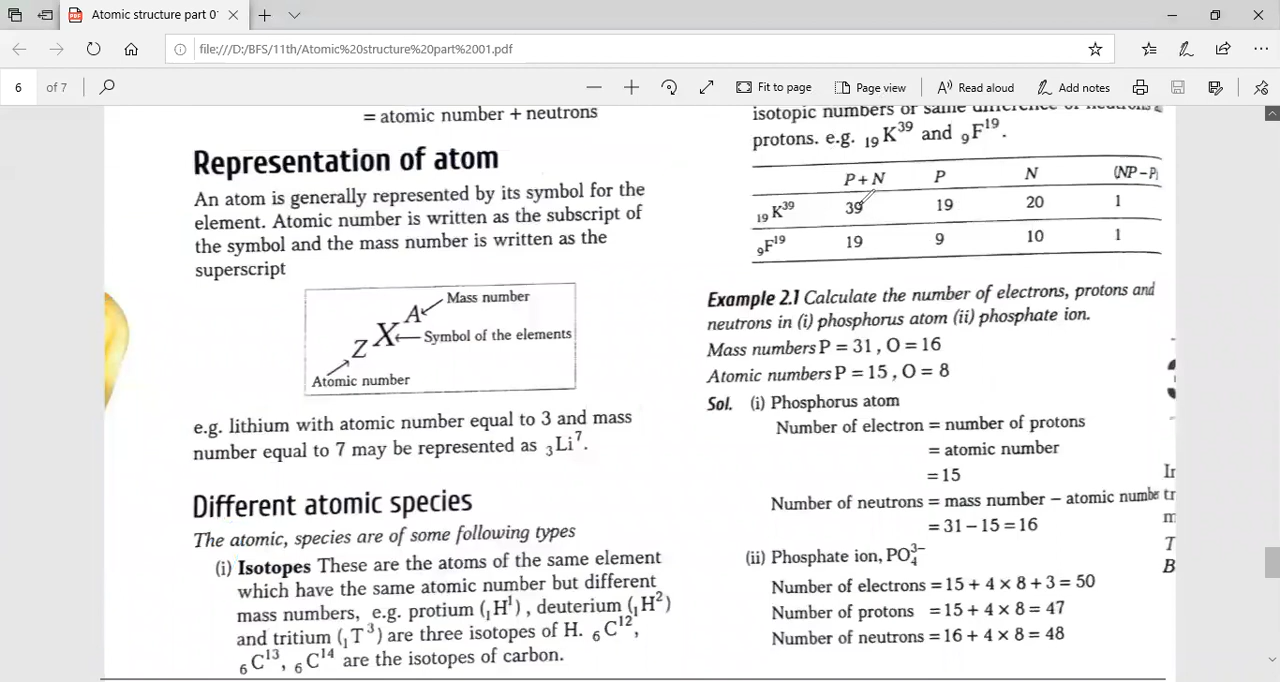 Atomic structure part 0
file:///D:/BFS/11th/Atomic%20structure%20part%2001.pdf
6 of 7
Fit to page
Page view
Read aloud
Add notes
= atomic number + neutrons
Representation of atom
An atom is generally represented by its symbol for the
element. Atomic number is written as the subscript of
the symbol and the mass number is written as the
superscript
A Mass number
X Symbol of the elements
Z
Atomic number
e.g. lithium with atomic number equal to 3 and mass
number equal to 7 may be represented as ₃Li⁷.
Different atomic species
The atomic, species are of some following types
(i) Isotopes These are the atoms of the same element
which have the same atomic number but different
mass numbers, e.g. protium (₁H¹), deuterium (₁H²)
and tritium (₁T³) are three isotopes of H. ₆C¹²,
₆C¹³, ₆C¹⁴ are the isotopes of carbon.
isotopic numbers or same difference of neutrons
protons. e.g. ₁₉K³⁹ and ₉F¹⁹.
P + N P N (NP – P)
₁₉K³⁹ 39 19 20 1
₉F¹⁹ 19 9 10 1
Example 2.1 Calculate the number of electrons, protons and
neutrons in (i) phosphorus atom (ii) phosphate ion.
Mass numbers P = 31 , O = 16
Atomic numbers P = 15 , O = 8
Sol. (i) Phosphorus atom
Number of electron = number of protons
= atomic number
= 15
Number of neutrons = mass number – atomic number
= 31 – 15 = 16
(ii) Phosphate ion, PO₄³⁻
Number of electrons = 15 + 4 × 8 + 3 = 50
Number of protons = 15 + 4 × 8 = 47
Number of neutrons = 16 + 4 × 8 = 48